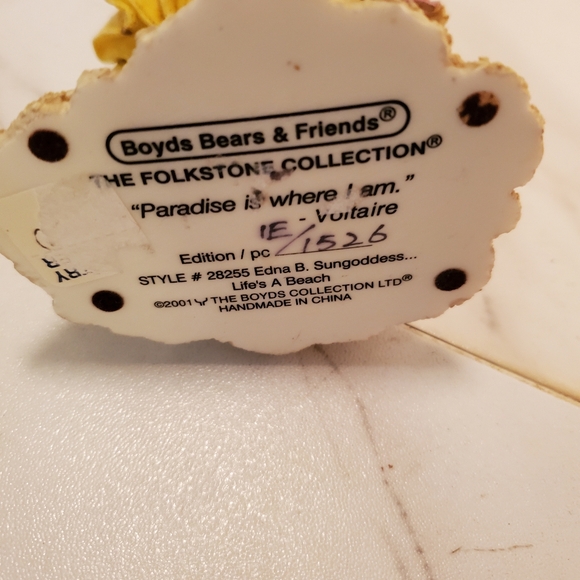 Boyds Bears & Friends®
THE FOLKSTONE COLLECTION®
"Paradise is where I am."
- Voltaire
Edition / pc 1E/1526
STYLE # 28255 Edna B. Sungoddess...
Life's A Beach
©2001 THE BOYDS COLLECTION LTD®
HANDMADE IN CHINA